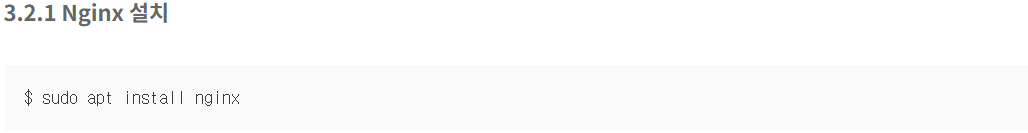 3.2.1 Nginx 설치
$ sudo apt install nginx